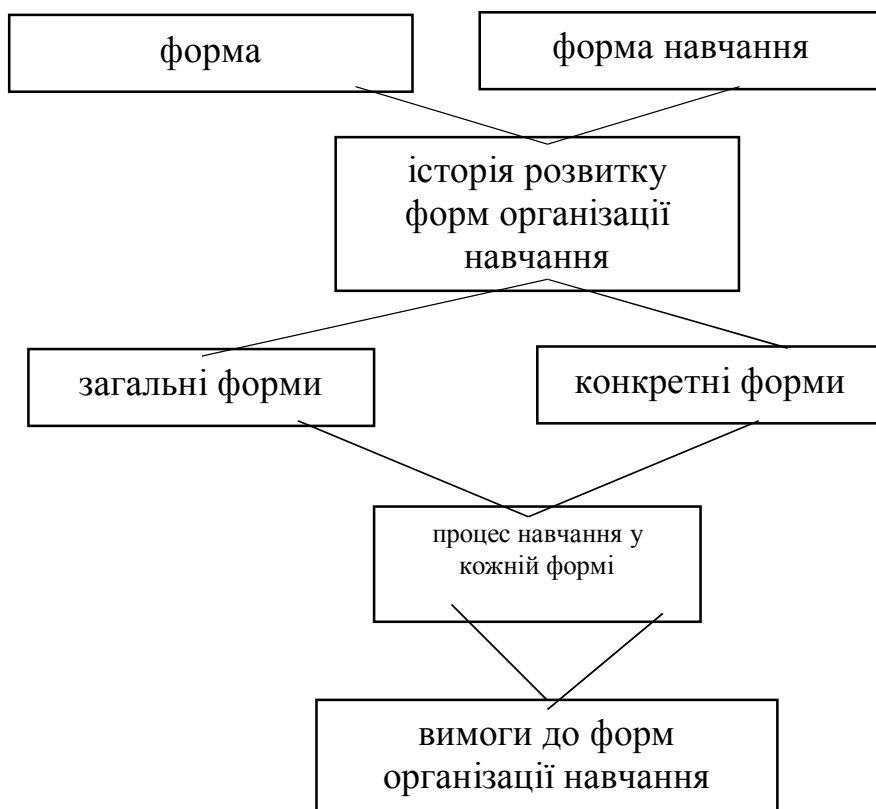 форма
форма навчання
історія розвитку
форм організації
навчання
загальні форми
конкретні форми
процес навчання у
кожній формі
вимоги до форм
організації навчання